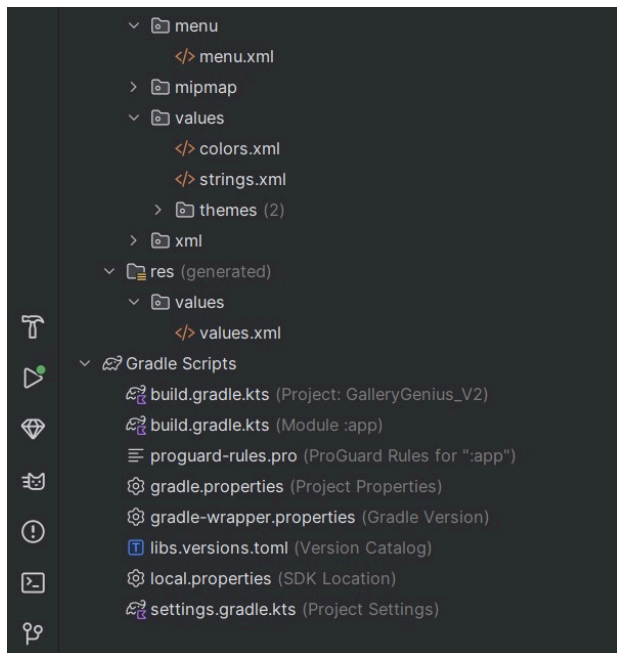 menu
menu.xml
mipmap
values
colors.xml
strings.xml
themes (2)
xml
res (generated)
values
values.xml
Gradle Scripts
build.gradle.kts (Project: GalleryGenius_V2)
build.gradle.kts (Module :app)
proguard-rules.pro (ProGuard Rules for ":app")
gradle.properties (Project Properties)
gradle-wrapper.properties (Gradle Version)
libs.versions.toml (Version Catalog)
local.properties (SDK Location)
settings.gradle.kts (Project Settings)